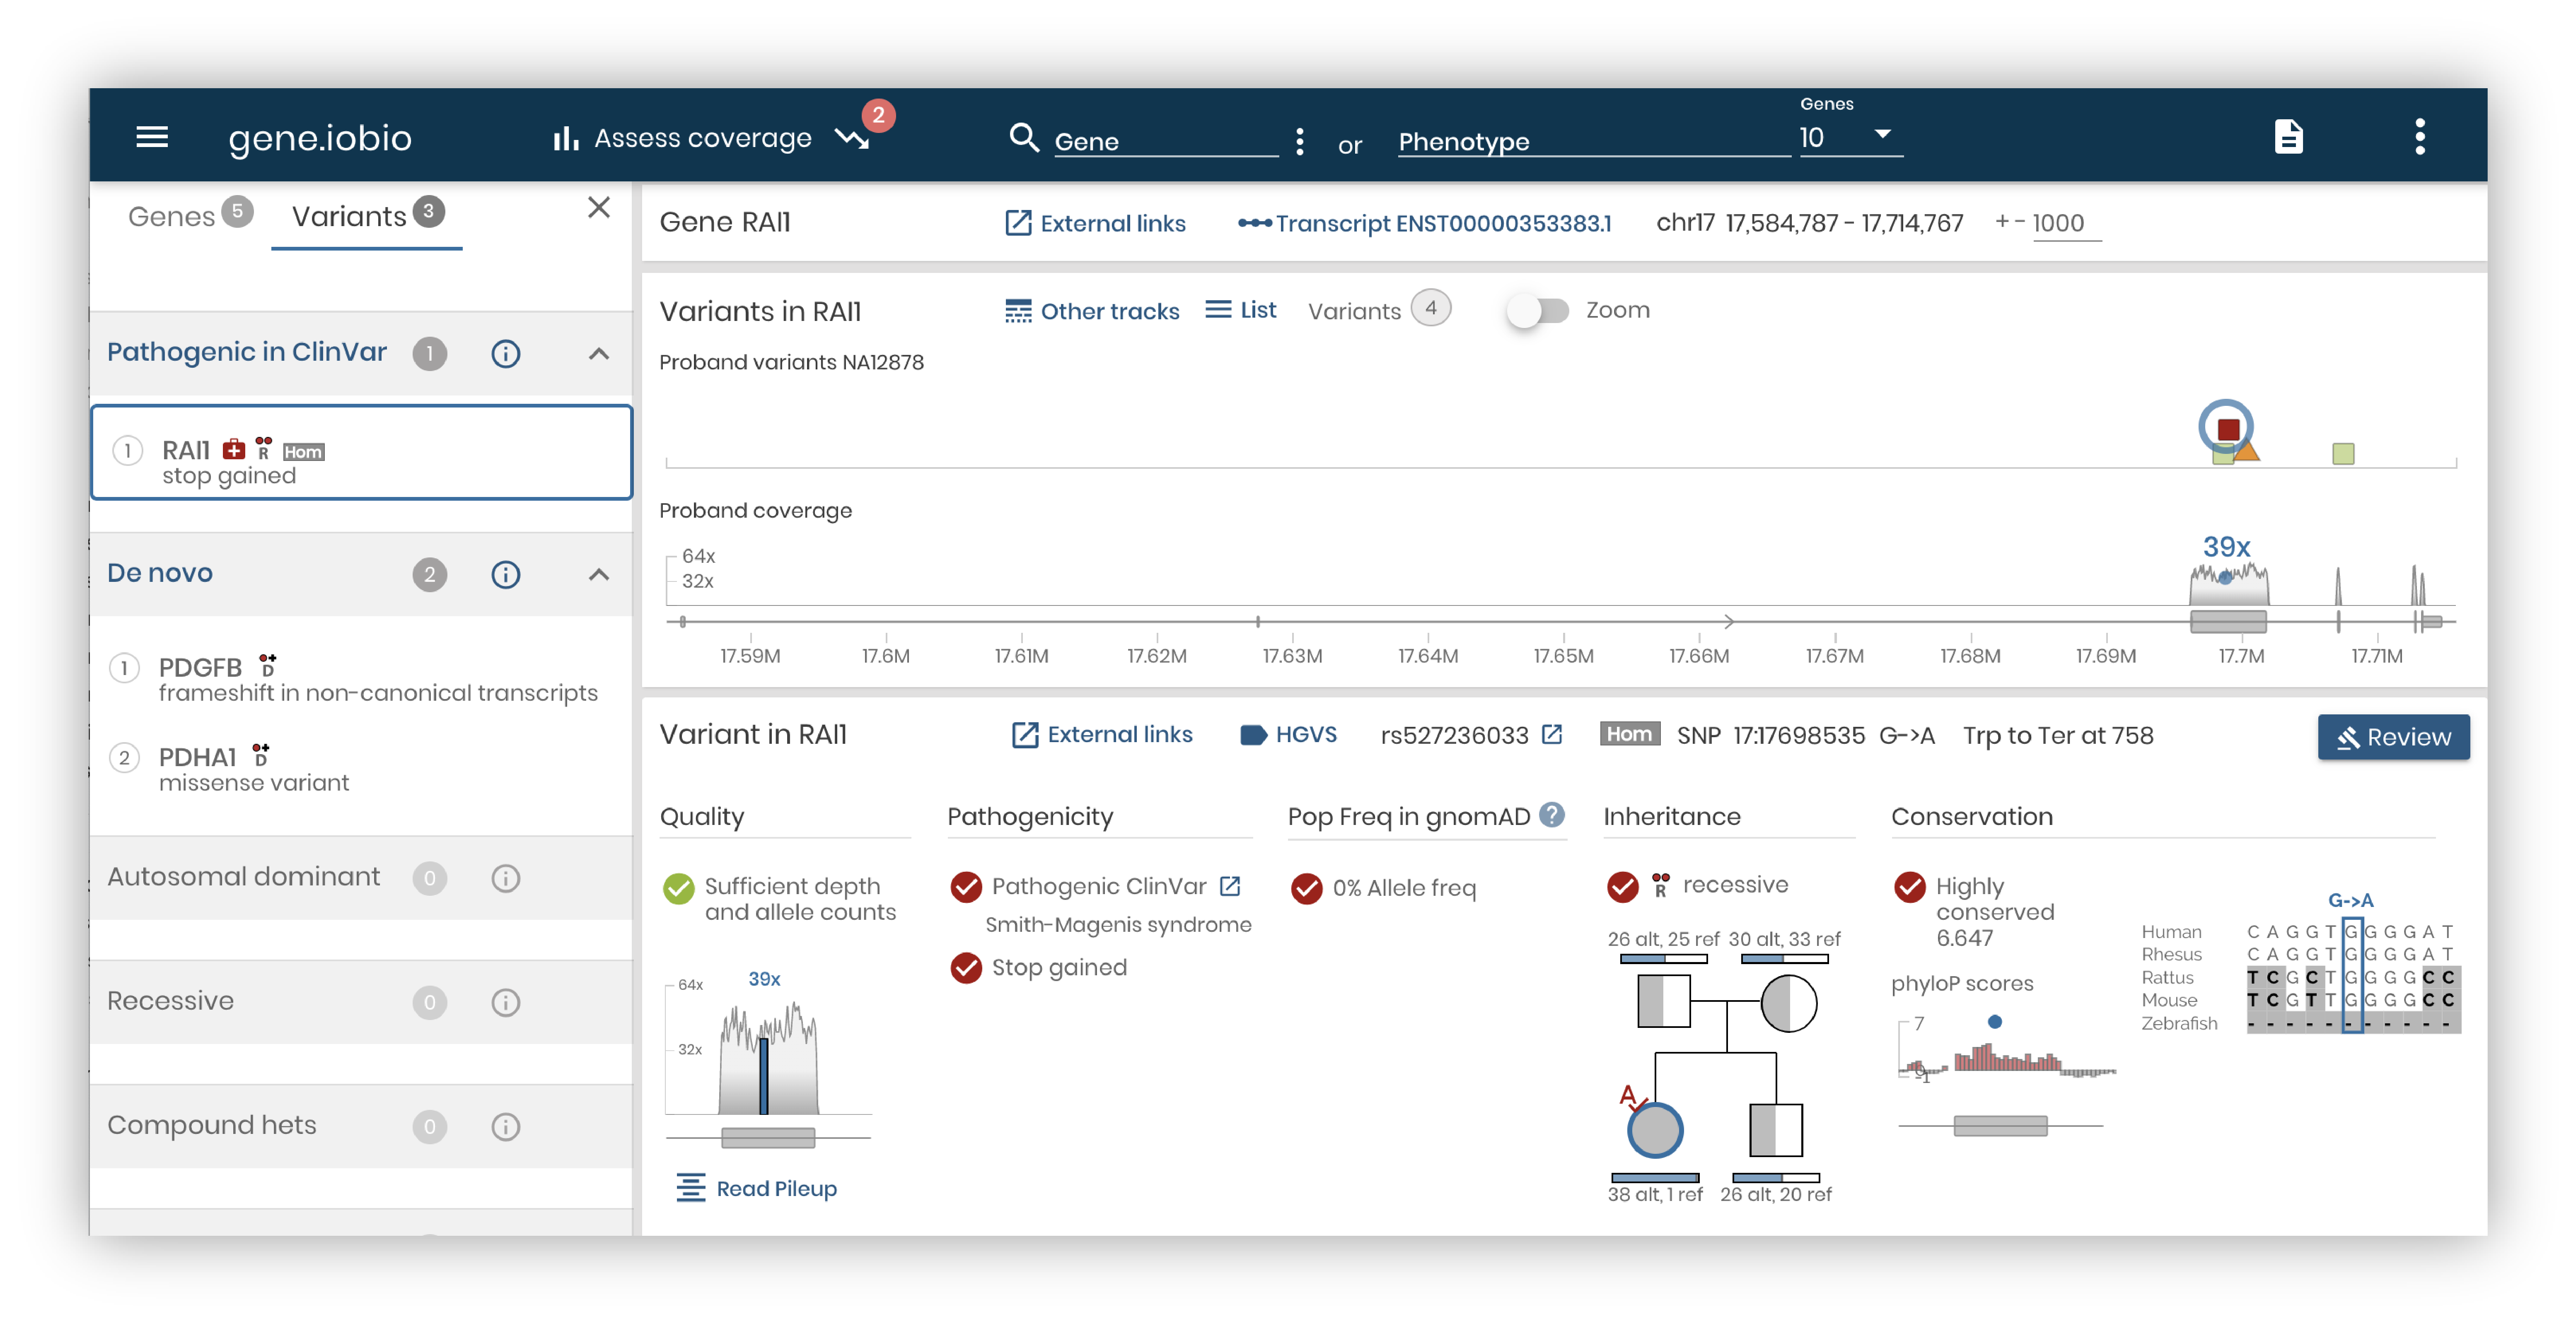 gene.iobio Assess coverage 2 Gene or Phenotype Genes 10
Genes 5 Variants 3
Pathogenic in ClinVar 1
1 RAI1 R Hom
stop gained
De novo 2
1 PDGFB D
frameshift in non-canonical transcripts
2 PDHA1 D
missense variant
Autosomal dominant 0
Recessive 0
Compound hets 0
Gene RAI1 External links Transcript ENST00000353383.1 chr17 17,584,787 - 17,714,767 + - 1000
Variants in RAI1 Other tracks List Variants 4 Zoom
Proband variants NA12878
Proband coverage
39x
64x
32x
17.59M 17.6M 17.61M 17.62M 17.63M 17.64M 17.65M 17.66M 17.67M 17.68M 17.69M 17.7M 17.71M
Variant in RAI1 External links HGVS rs527236033 Hom SNP 17:17698535 G->A Trp to Ter at 758 Review
Quality
Sufficient depth
and allele counts
39x
64x
32x
Read Pileup
Pathogenicity
Pathogenic ClinVar
Smith-Magenis syndrome
Stop gained
Pop Freq in gnomAD ?
0% Allele freq
Inheritance
R recessive
26 alt, 25 ref 30 alt, 33 ref
A
38 alt, 1 ref 26 alt, 20 ref
Conservation
Highly
conserved
6.647
phyloP scores
7
0
-1
G->A
Human C A G G T G G G G A T
Rhesus C A G G T G G G G A T
Rattus T C G C T G G G G C C
Mouse T C G T T G G G G C C
Zebrafish - - - - - - - - - - -